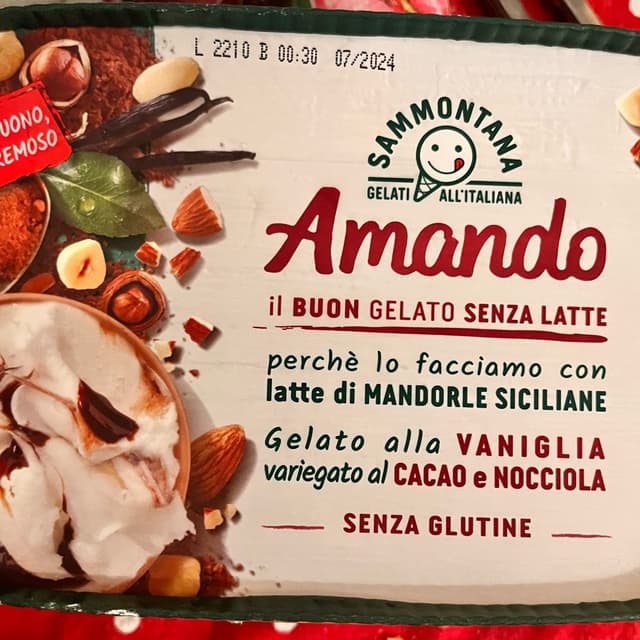 L 2210 B 00:30 07/2024
SAMMONTANA
GELATI ALL'ITALIANA
Amando
il BUON GELATO SENZA LATTE
perchè lo facciamo con
latte di MANDORLE SICILIANE
Gelato alla VANIGLIA
variegato al CACAO e NOCCIOLA
SENZA GLUTINE